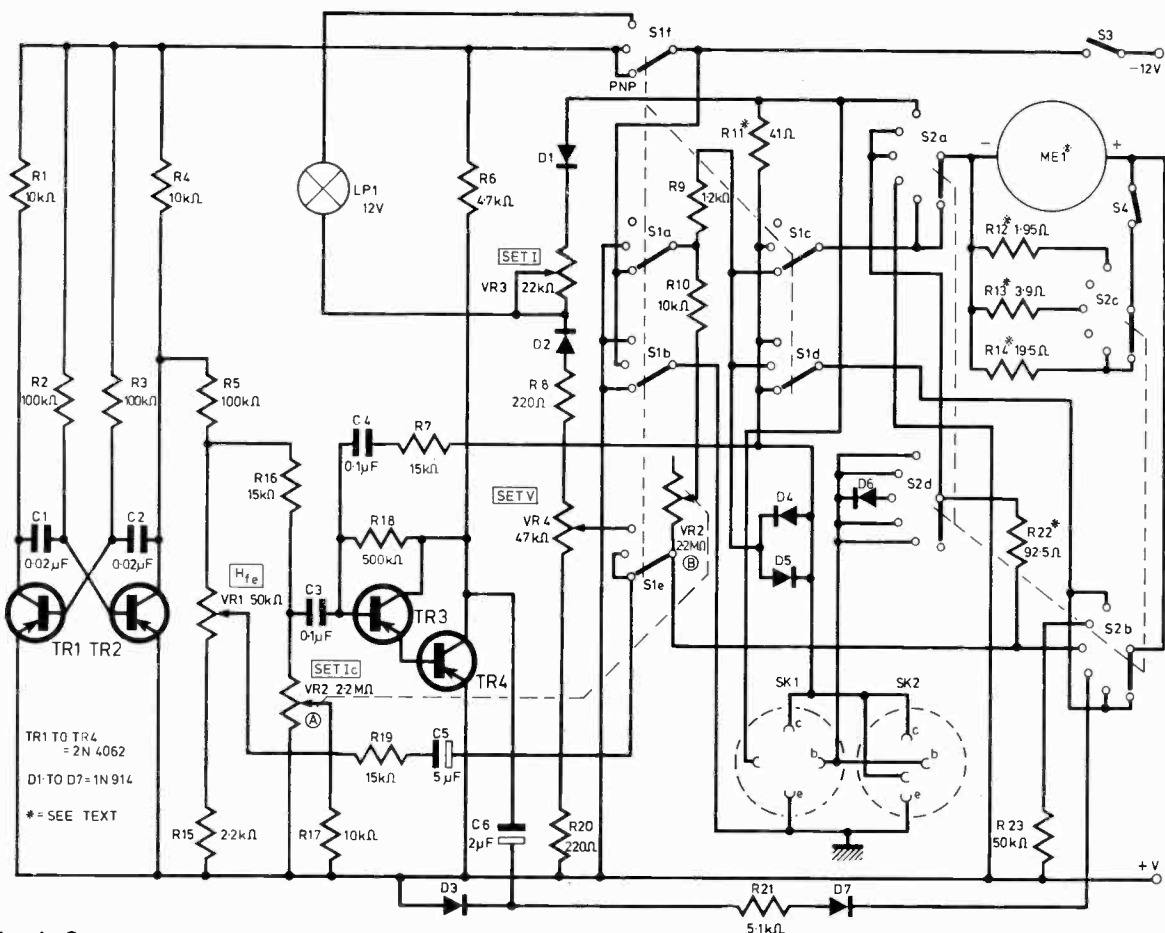 S1f
S3
-12V
PNP
R1
10kΩ
R4
10kΩ
LP1
12V
R6
4.7kΩ
D1
R11*
41Ω
S2a
-
ME1*
+
R9
1.2kΩ
S4
R12* 1.95Ω
SET I
VR3
22kΩ
S1a
S1c
R10
10kΩ
R13* 3.9Ω
S2c
D2
R14* 19.5Ω
S1b
S1d
R2
100kΩ
R3
100kΩ
R5
100kΩ
R8
220Ω
C4
0.1µF
R7
15kΩ
R16
15kΩ
SET V
VR4
47kΩ
D4
D6
S2d
R18
500kΩ
VR2
2.2MΩ
B
D5
R22*
92.5Ω
C1
0.02µF
C2
0.02µF
Hfe
VR1 50kΩ
C3
0.1µF
S1e
TR3
TR1
TR2
TR4
S2b
SET Ic
VR2 2.2MΩ
A
SK1
SK2
c
c
b
b
e
e
TR1 TO TR4
= 2N 4062
D1 TO D7 = 1N 914
* = SEE TEXT
R19
15kΩ
C5
5µF
R15
2.2kΩ
R17
10kΩ
C6
2µF
R20
220Ω
R23
50kΩ
+V
D3
R21
5.1kΩ
D7